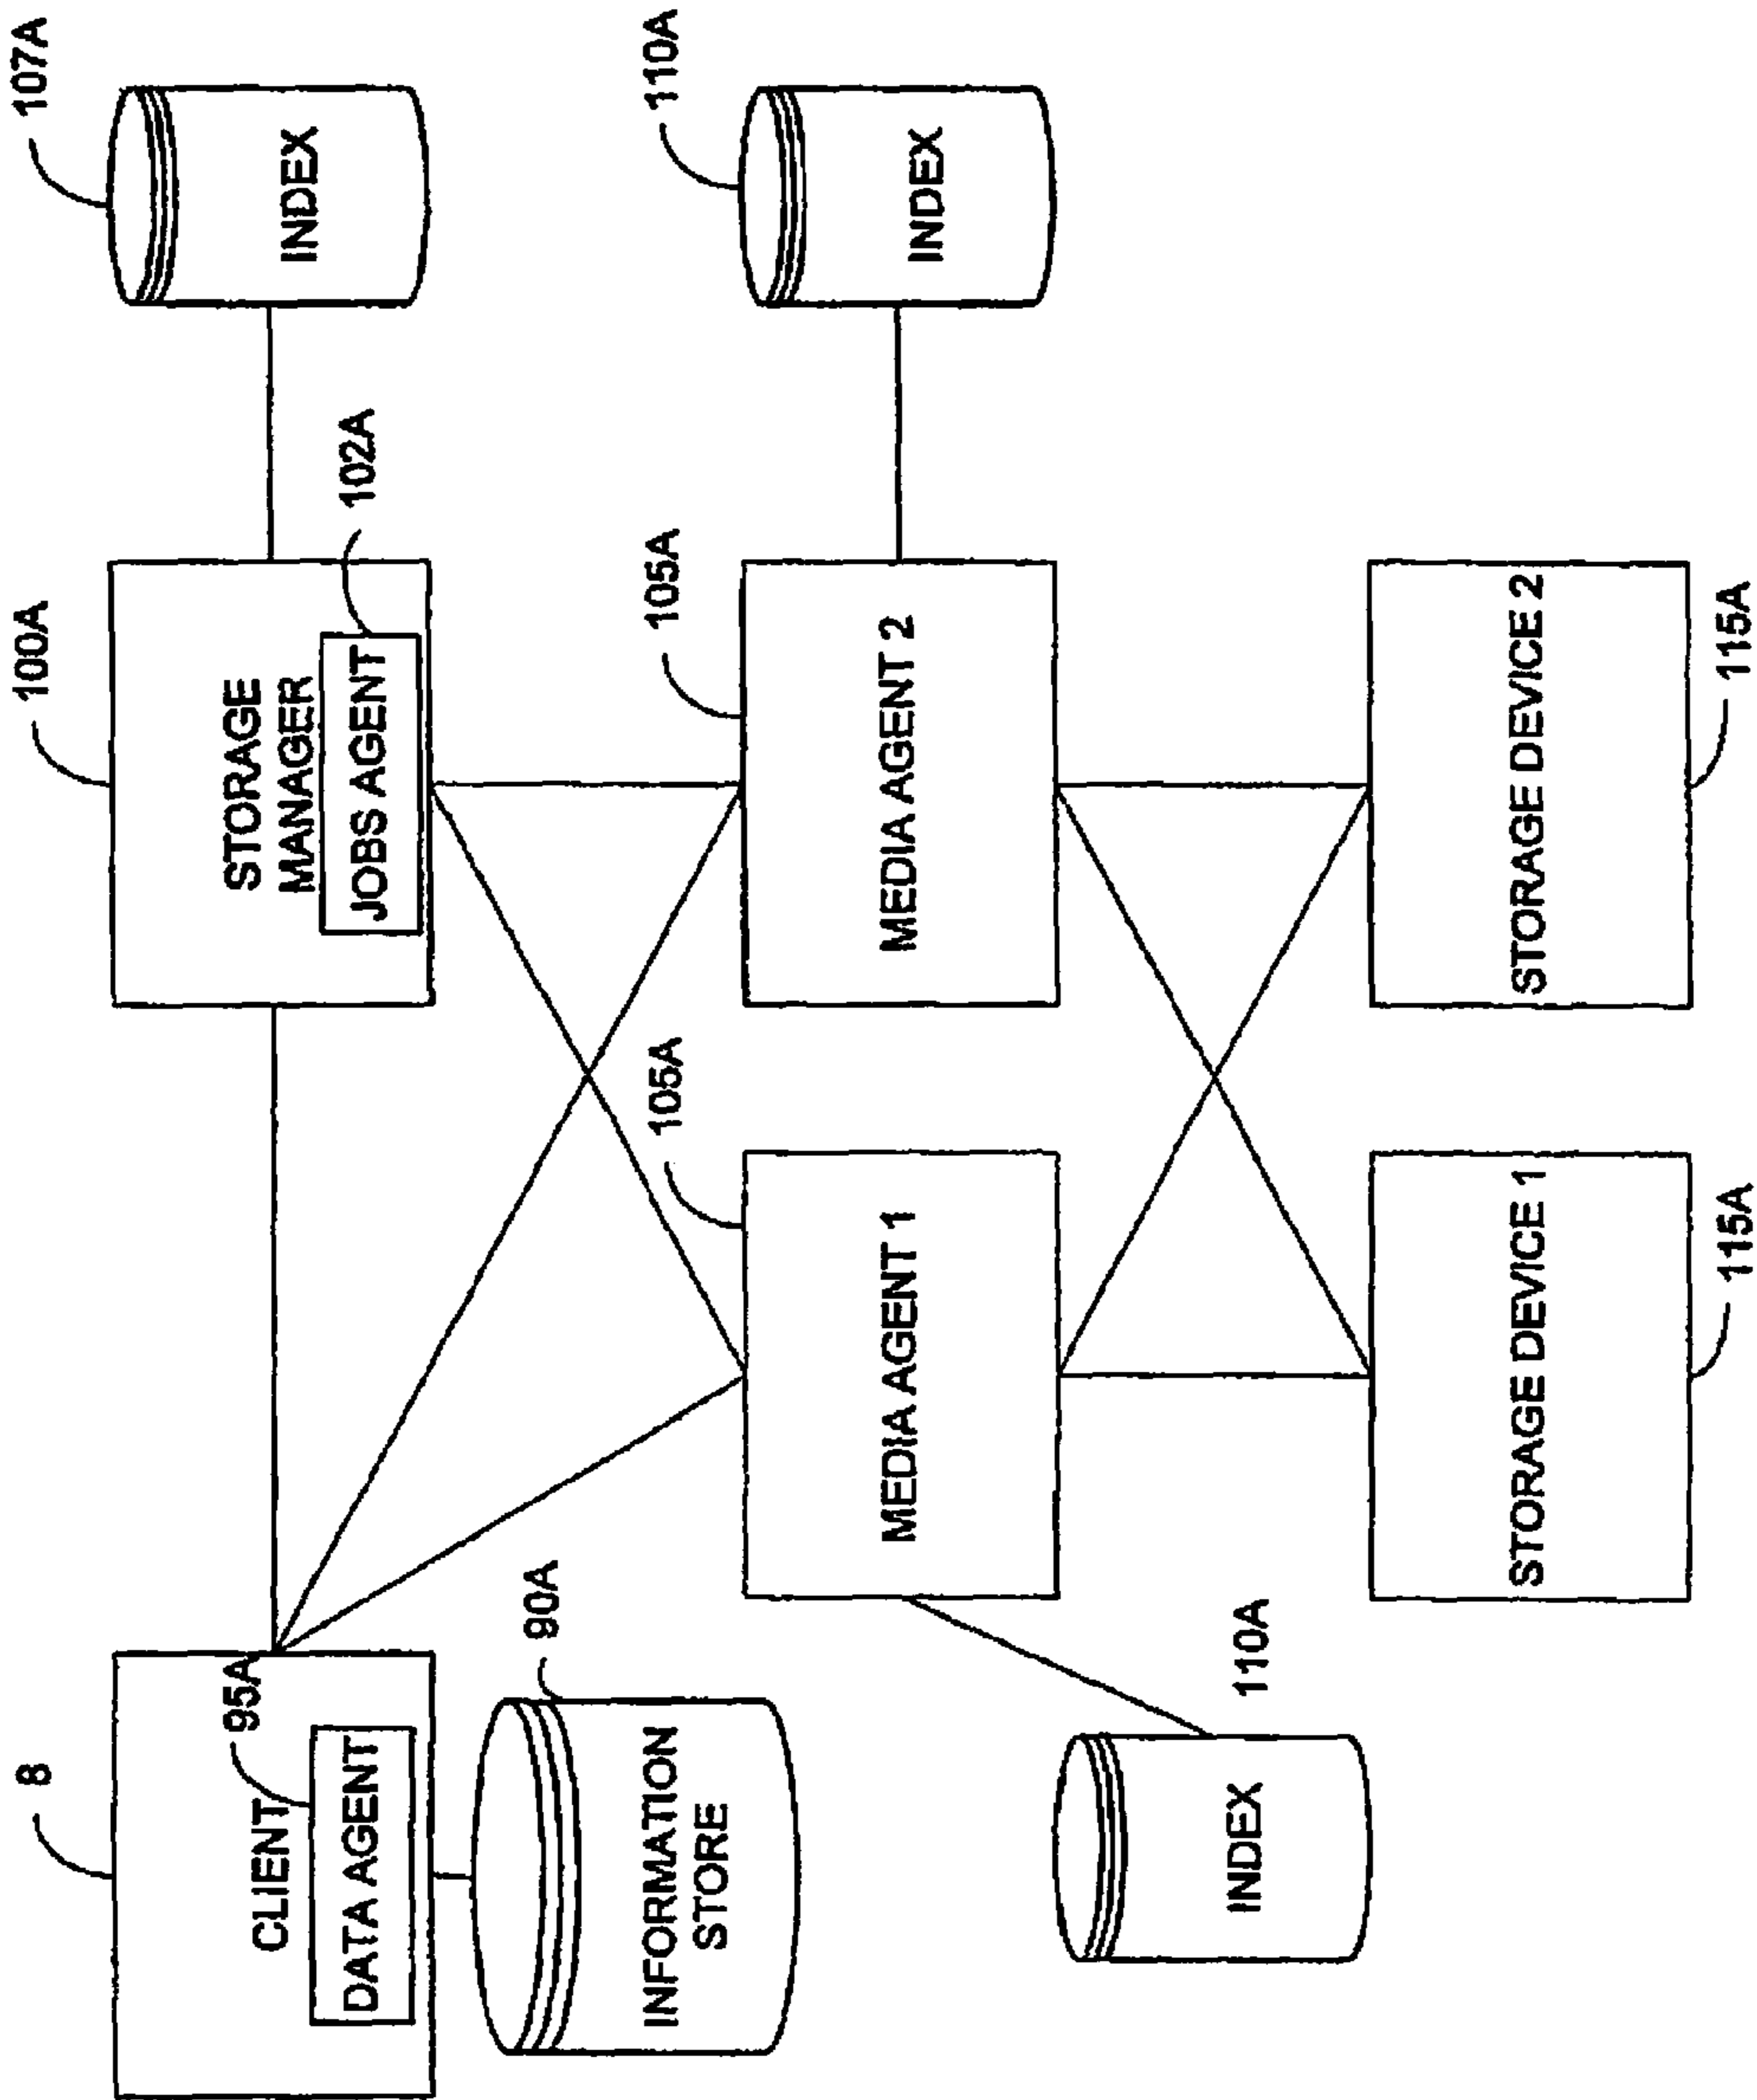 8
100A
107A
95A
CLIENT
DATA AGENT
STORAGE
MANAGER
JOBS AGENT
102A
INDEX
90A
INFORMATION
STORE
105A
105A
110A
MEDIA AGENT 1
MEDIA AGENT 2
INDEX
INDEX
110A
STORAGE DEVICE 1
STORAGE DEVICE 2
115A
115A